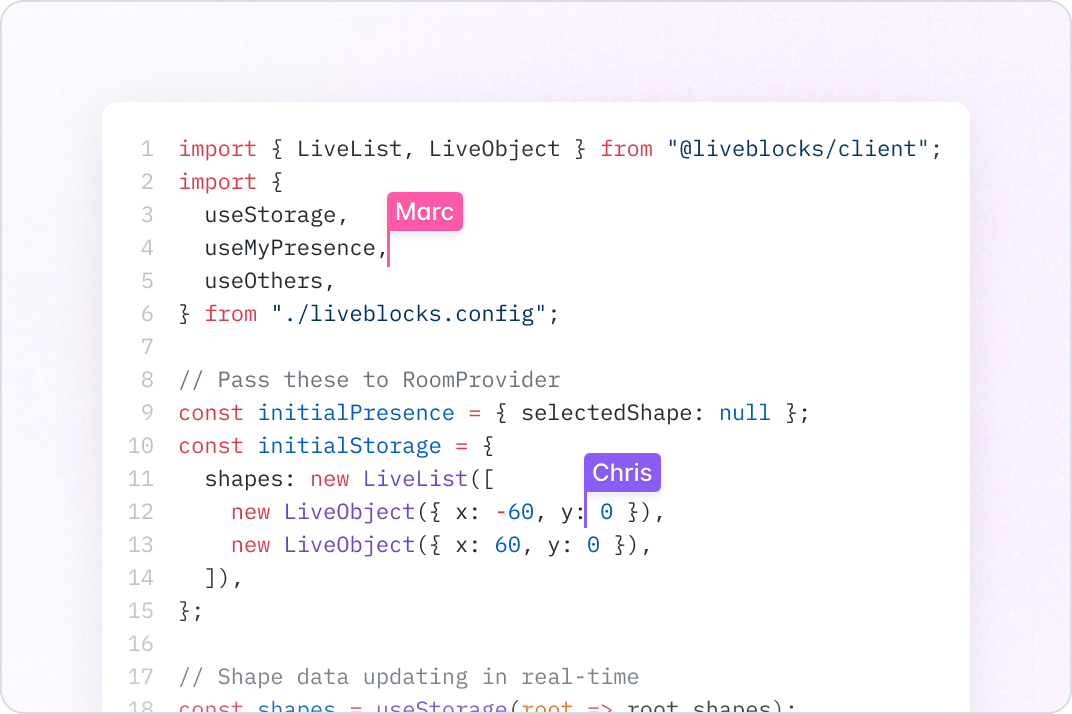 1 import { LiveList, LiveObject } from "@liveblocks/client";
2 import {
3   useStorage,
Marc
4   useMyPresence,
5   useOthers,
6 } from "./liveblocks.config";
7
8 // Pass these to RoomProvider
9 const initialPresence = { selectedShape: null };
10 const initialStorage = {
11   shapes: new LiveList([
Chris
12     new LiveObject({ x: -60, y: 0 }),
13     new LiveObject({ x: 60, y: 0 }),
14   ]),
15 };
16
17 // Shape data updating in real-time
18 const shapes = useStorage(root => root.shapes);